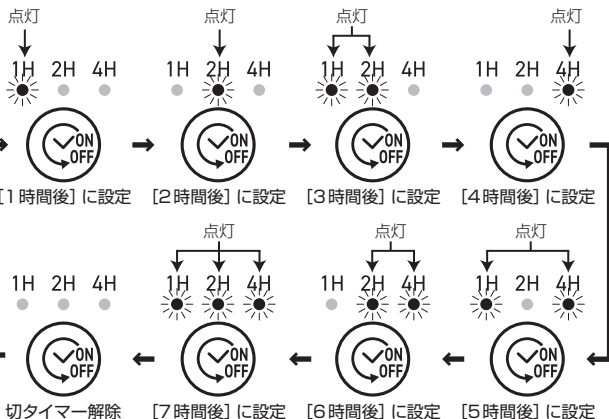 点灯 点灯 点灯 点灯
1H 2H 4H 1H 2H 4H 1H 2H 4H 1H 2H 4H
ON ON ON ON
OFF OFF OFF OFF
[1時間後] に設定 [2時間後] に設定 [3時間後] に設定 [4時間後] に設定
点灯 点灯 点灯
1H 2H 4H 1H 2H 4H 1H 2H 4H 1H 2H 4H
ON ON ON ON
OFF OFF OFF OFF
切タイマー解除 [7時間後] に設定 [6時間後] に設定 [5時間後] に設定